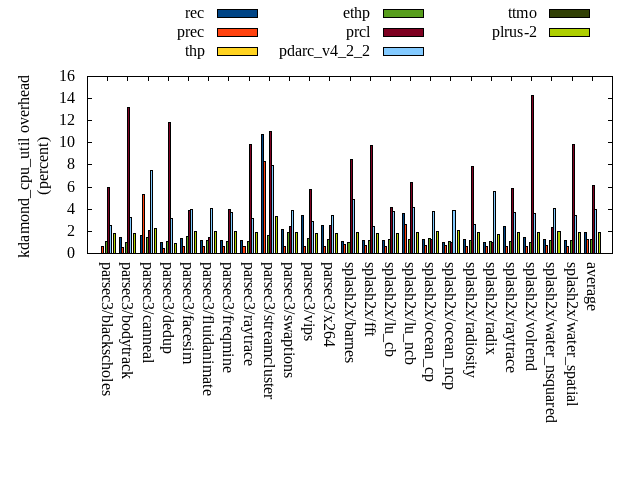 rec ethp ttmo
prec prcl plrus-2
thp pdarc_v4_2_2
kdamond_cpu_util overhead
(percent)
16
14
12
10
8
6
4
2
0
parsec3/blackscholes
parsec3/bodytrack
parsec3/canneal
parsec3/dedup
parsec3/facesim
parsec3/fluidanimate
parsec3/freqmine
parsec3/raytrace
parsec3/streamcluster
parsec3/swaptions
parsec3/vips
parsec3/x264
splash2x/barnes
splash2x/fft
splash2x/lu_cb
splash2x/lu_ncb
splash2x/ocean_cp
splash2x/ocean_ncp
splash2x/radiosity
splash2x/radix
splash2x/raytrace
splash2x/volrend
splash2x/water_nsquared
splash2x/water_spatial
average